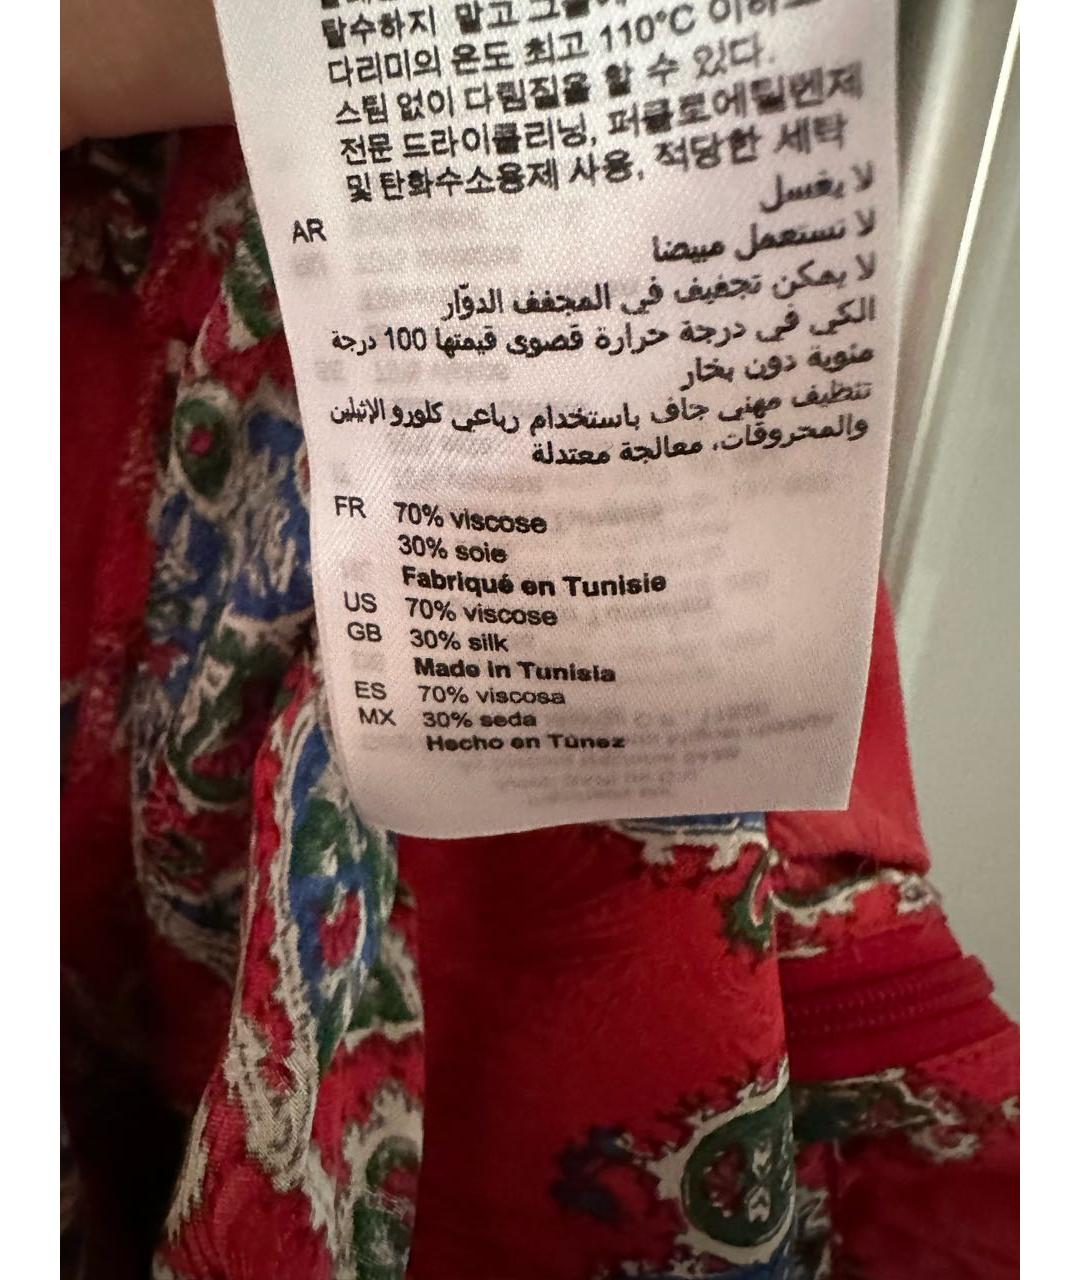 탈수하지 말고 그늘에
다리미의 온도 최고 110°C 이하로
스팀 없이 다림질을 할 수 있다.
전문 드라이클리닝, 퍼클로에틸벤제
및 탄화수소용제 사용, 적당한 세탁
AR لا يغسل
لا تستعمل مبيضا
لا يمكن تجفيف في المجفف الدوّار
الكي في درجة حرارة قصوى قيمتها 100 درجة
مئوية دون بخار
تنظيف مهني جاف باستخدام رباعي كلورو الإثيلين
والمحروقات، معالجة معتدلة
FR 70% viscose
30% soie
Fabriqué en Tunisie
US 70% viscose
GB 30% silk
Made in Tunisia
ES 70% viscosa
MX 30% seda
Hecho en Túnez